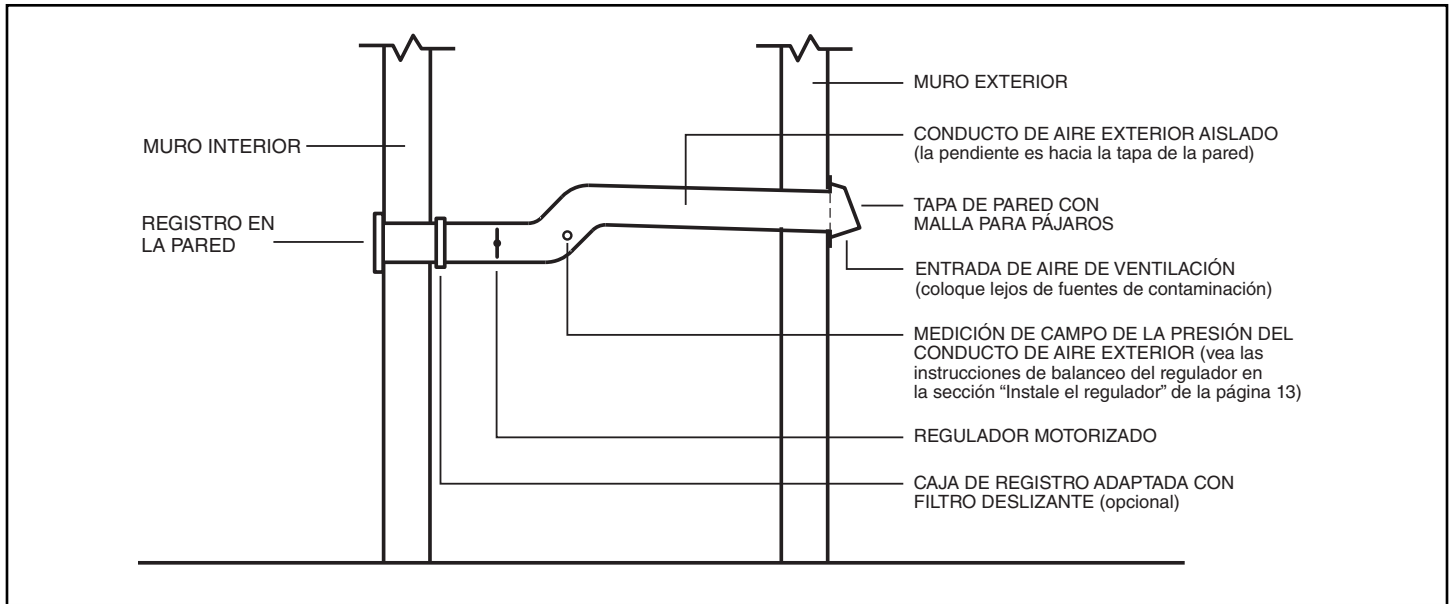 MURO INTERIOR
REGISTRO EN
LA PARED
MURO EXTERIOR
CONDUCTO DE AIRE EXTERIOR AISLADO
(la pendiente es hacia la tapa de la pared)
TAPA DE PARED CON
MALLA PARA PÁJAROS
ENTRADA DE AIRE DE VENTILACIÓN
(coloque lejos de fuentes de contaminación)
MEDICIÓN DE CAMPO DE LA PRESIÓN DEL
CONDUCTO DE AIRE EXTERIOR (vea las
instrucciones de balanceo del regulador en
la sección “Instale el regulador” de la página 13)
REGULADOR MOTORIZADO
CAJA DE REGISTRO ADAPTADA CON
FILTRO DESLIZANTE (opcional)